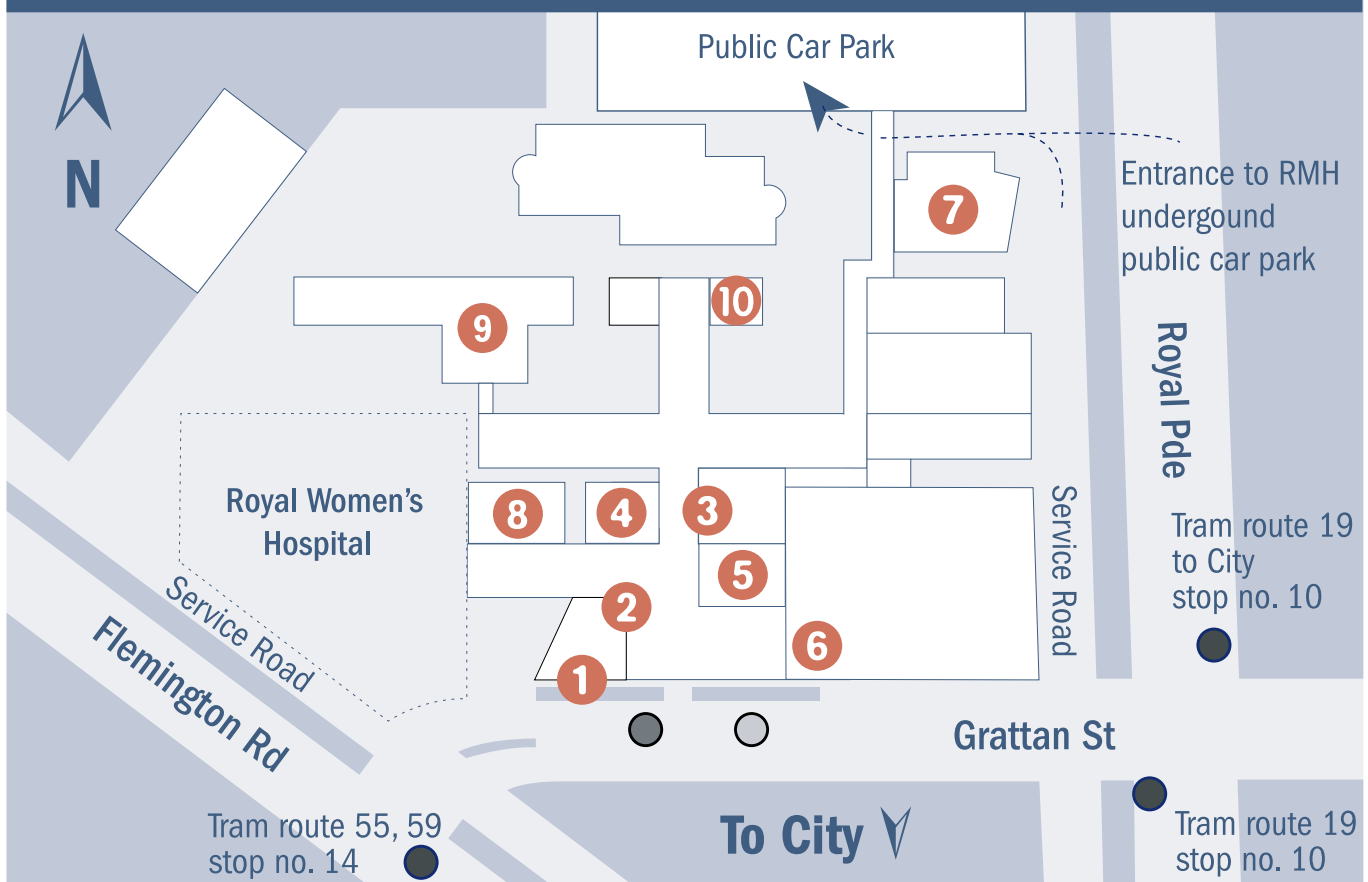 Public Car Park
N
Entrance to RMH
undergound
public car park
7
10
9
Royal Pde
Royal Women's
Hospital
8
4
3
Service Road
Tram route 19
to City
stop no. 10
5
2
6
1
Service Road
Flemington Rd
Grattan St
Tram route 55, 59
stop no. 14
To City
Tram route 19
stop no. 10